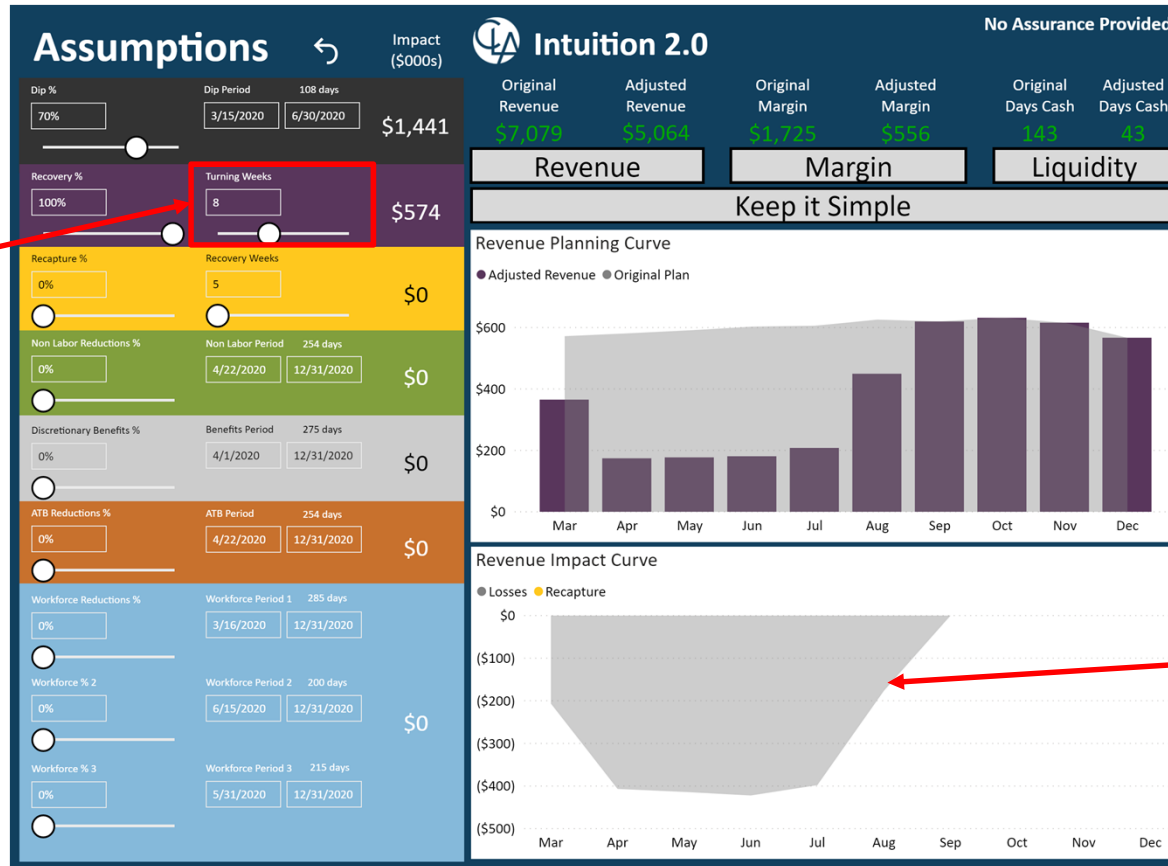 Assumptions
Impact
($000s)
Dip %
Dip Period 108 days
70%
3/15/2020 6/30/2020
$1,441
Recovery %
Turning Weeks
100%
8
$574
Recapture %
Recovery Weeks
0%
5
$0
Non Labor Reductions %
Non Labor Period 254 days
0%
4/22/2020 12/31/2020
$0
Discretionary Benefits %
Benefits Period 275 days
0%
4/1/2020 12/31/2020
$0
ATB Reductions %
ATB Period 254 days
0%
4/22/2020 12/31/2020
$0
Workforce Reductions %
Workforce Period 1 285 days
0%
3/16/2020 12/31/2020
Workforce % 2
Workforce Period 2 200 days
0%
6/15/2020 12/31/2020
$0
Workforce % 3
Workforce Period 3 215 days
0%
5/31/2020 12/31/2020
No Assurance Provided
CLA Intuition 2.0
Original Revenue
Adjusted Revenue
Original Margin
Adjusted Margin
Original Days Cash
Adjusted Days Cash
$7,079 $5,064 $1,725 $556 143 43
Revenue Margin Liquidity
Keep it Simple
Revenue Planning Curve
Adjusted Revenue Original Plan
$600
$400
$200
$0
Mar Apr May Jun Jul Aug Sep Oct Nov Dec
Revenue Impact Curve
Losses Recapture
$0
($100)
($200)
($300)
($400)
($500)
Mar Apr May Jun Jul Aug Sep Oct Nov Dec